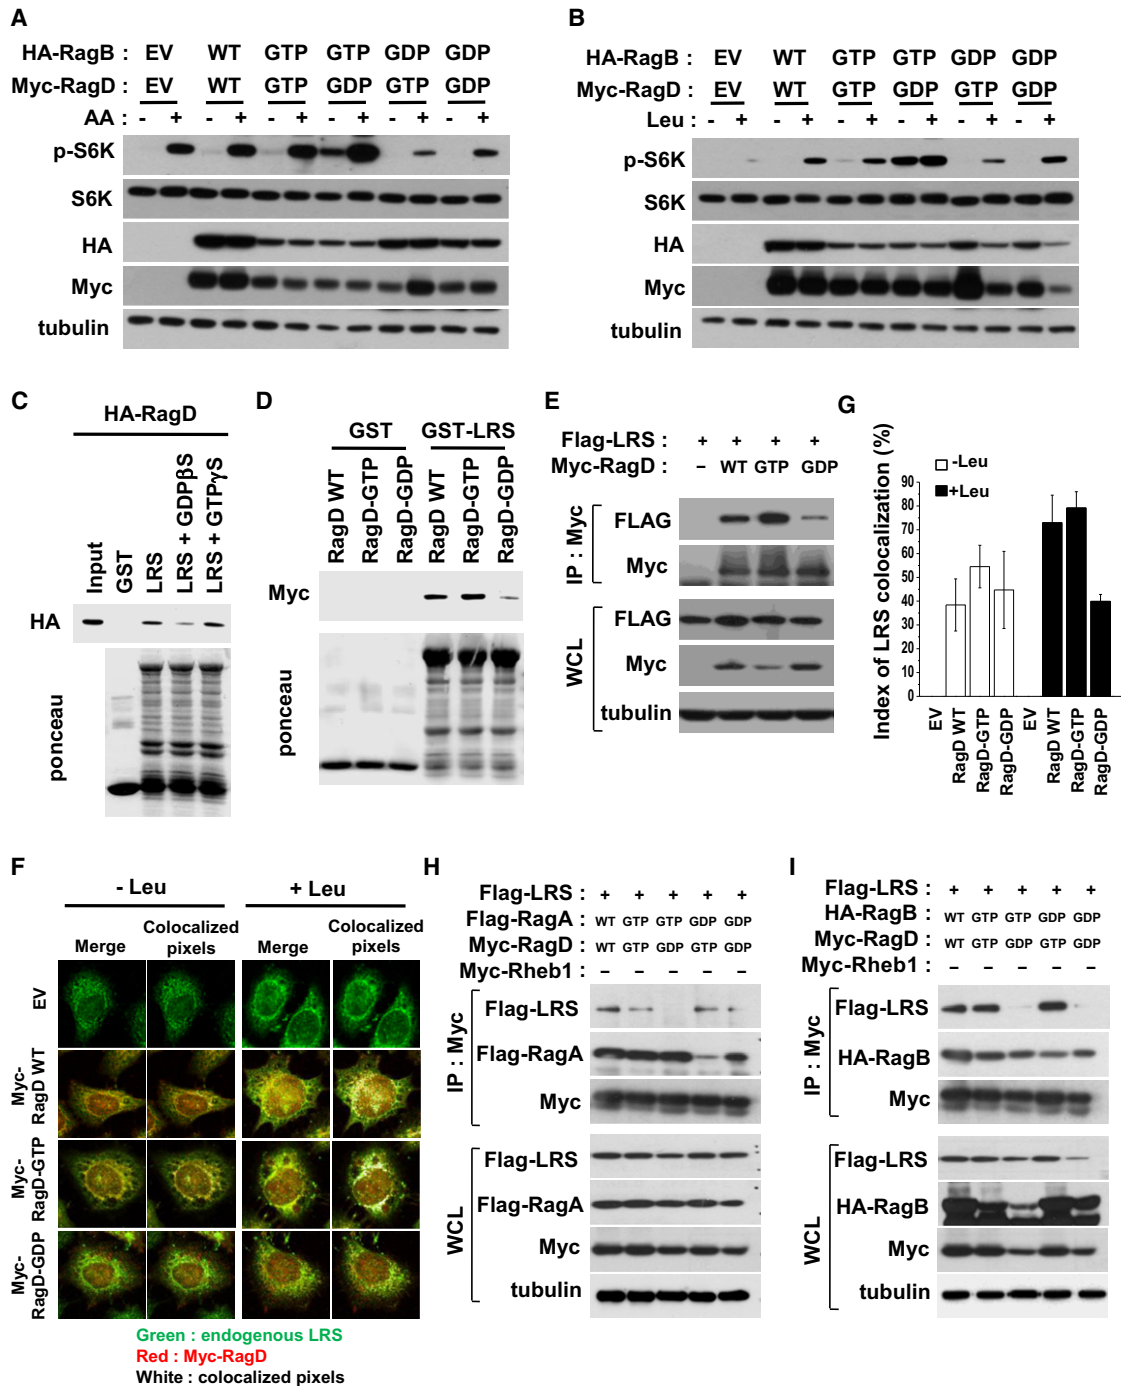 A
HA-RagB : EV WT GTP GTP GDP GDP
Myc-RagD : EV WT GTP GDP GTP GDP
AA : - + - + - + - + - + - +
p-S6K
S6K
HA
Myc
tubulin
B
HA-RagB : EV WT GTP GTP GDP GDP
Myc-RagD : EV WT GTP GDP GTP GDP
Leu : - + - + - + - + - + - +
p-S6K
S6K
HA
Myc
tubulin
C
HA-RagD
Input
GST
LRS
LRS + GDPβS
LRS + GTPγS
HA
ponceau
D
GST GST-LRS
RagD WT
RagD-GTP
RagD-GDP
RagD WT
RagD-GTP
RagD-GDP
Myc
ponceau
E
Flag-LRS : + + + +
Myc-RagD : – WT GTP GDP
IP : Myc
FLAG
Myc
WCL
FLAG
Myc
tubulin
G
Index of LRS colocalization (%)
-Leu
+Leu
90
80
70
60
50
40
30
20
10
0
EV
RagD WT
RagD-GTP
RagD-GDP
EV
RagD WT
RagD-GTP
RagD-GDP
F
- Leu + Leu
Merge Colocalized pixels Merge Colocalized pixels
EV
Myc-RagD WT
Myc-RagD-GTP
Myc-RagD-GDP
Green : endogenous LRS
Red : Myc-RagD
White : colocalized pixels
H
Flag-LRS : + + + + +
Flag-RagA : WT GTP GTP GDP GDP
Myc-RagD : WT GTP GDP GTP GDP
Myc-Rheb1 : – – – – –
IP : Myc
Flag-LRS
Flag-RagA
Myc
WCL
Flag-LRS
Flag-RagA
Myc
tubulin
I
Flag-LRS : + + + + +
HA-RagB : WT GTP GTP GDP GDP
Myc-RagD : WT GTP GDP GTP GDP
Myc-Rheb1 : – – – – –
IP : Myc
Flag-LRS
HA-RagB
Myc
WCL
Flag-LRS
HA-RagB
Myc
tubulin